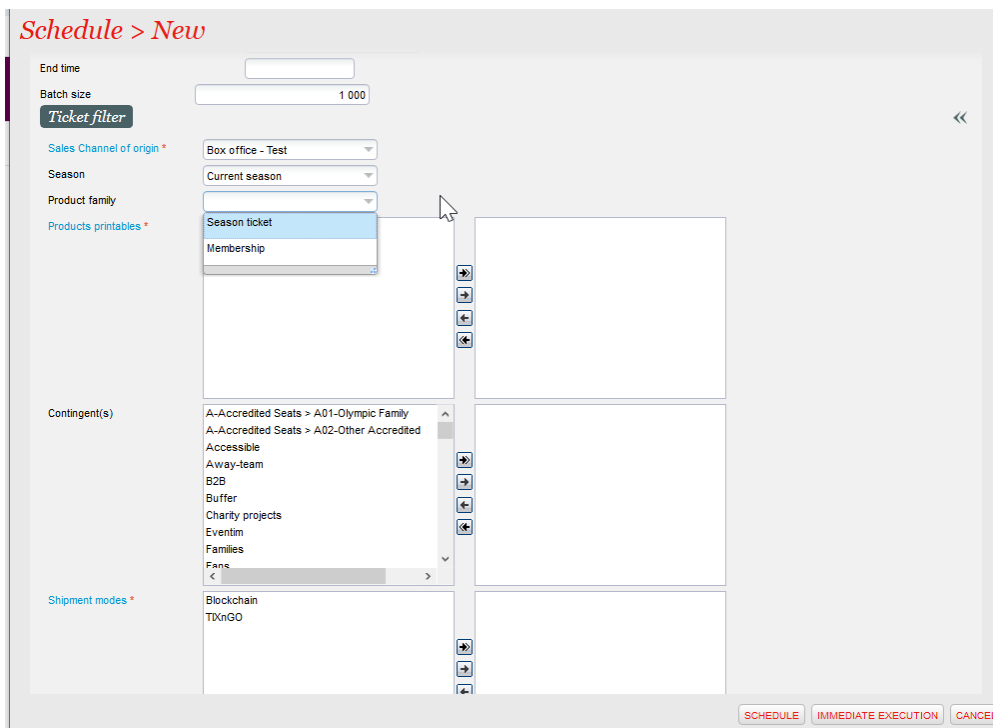 Schedule > New
End time
Batch size 1 000
Ticket filter
Sales Channel of origin * Box office - Test
Season Current season
Product family
Season ticket
Products printables *
Membership
Contingent(s)
A-Accredited Seats > A01-Olympic Family
A-Accredited Seats > A02-Other Accredited
Accessible
Away-team
B2B
Buffer
Charity projects
Eventim
Families
Fans
Shipment modes *
Blockchain
TIXnGO
SCHEDULE IMMEDIATE EXECUTION CANCEL